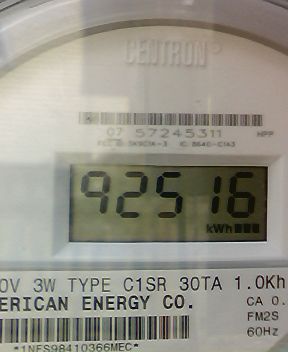 CENTRON®
07 57245311 HPP
92516
kWh
0V 3W TYPE C1SR 30TA 1.0Kh
ERICAN ENERGY CO. CA 0.
FM2S
60Hz
*1NFS98410366MEC*